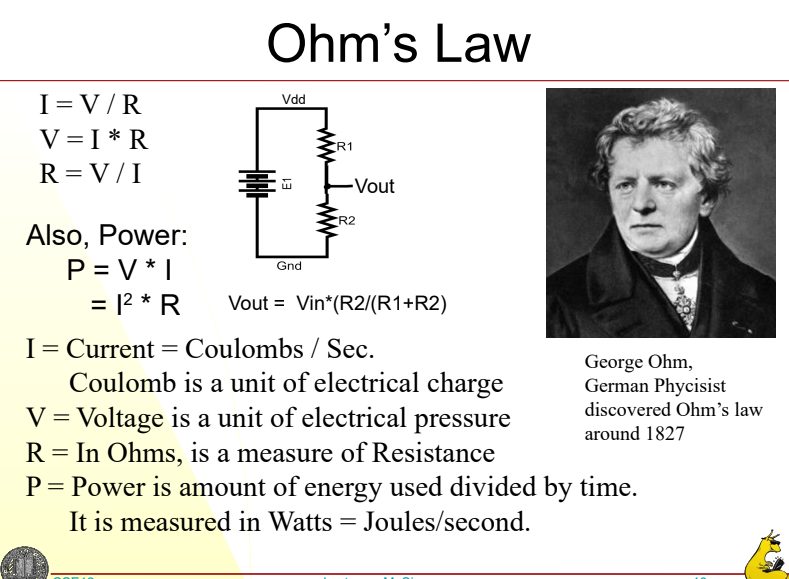 Ohm's Law
I = V / R
V = I * R
R = V / I
Vdd
R1
E1
Vout
R2
Gnd
Also, Power:
P = V * I
= I² * R
Vout = Vin*(R2/(R1+R2)
I = Current = Coulombs / Sec.
Coulomb is a unit of electrical charge
V = Voltage is a unit of electrical pressure
R = In Ohms, is a measure of Resistance
P = Power is amount of energy used divided by time.
It is measured in Watts = Joules/second.
George Ohm,
German Phycisist
discovered Ohm's law
around 1827